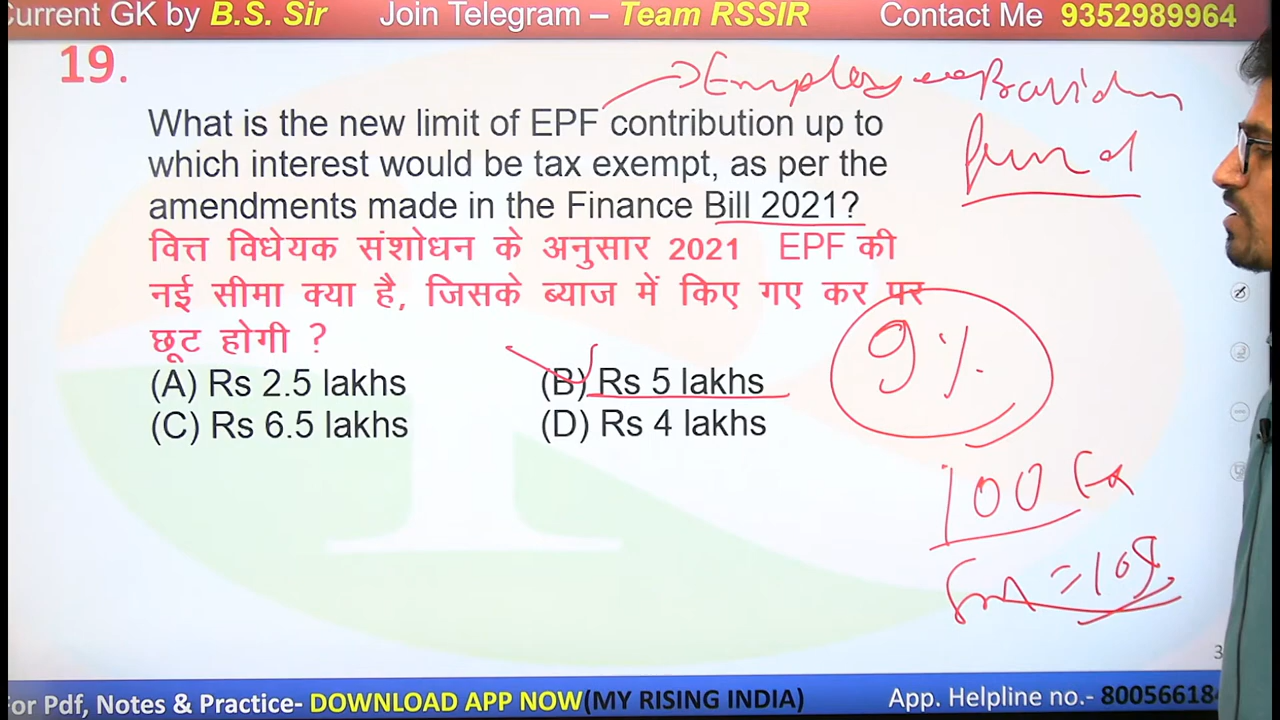 Current GK by B.S. Sir Join Telegram – Team RSSIR Contact Me 9352989964
19.
What is the new limit of EPF contribution up to
which interest would be tax exempt, as per the
amendments made in the Finance Bill 2021?
वित्त विधेयक संशोधन के अनुसार 2021 EPF की
नई सीमा क्या है, जिसके ब्याज में किए गए कर पर
छूट होगी ?
(A) Rs 2.5 lakhs (B) Rs 5 lakhs
(C) Rs 6.5 lakhs (D) Rs 4 lakhs
fund
9%
100
For Pdf, Notes & Practice- DOWNLOAD APP NOW(MY RISING INDIA) App. Helpline no.- 80056618
3